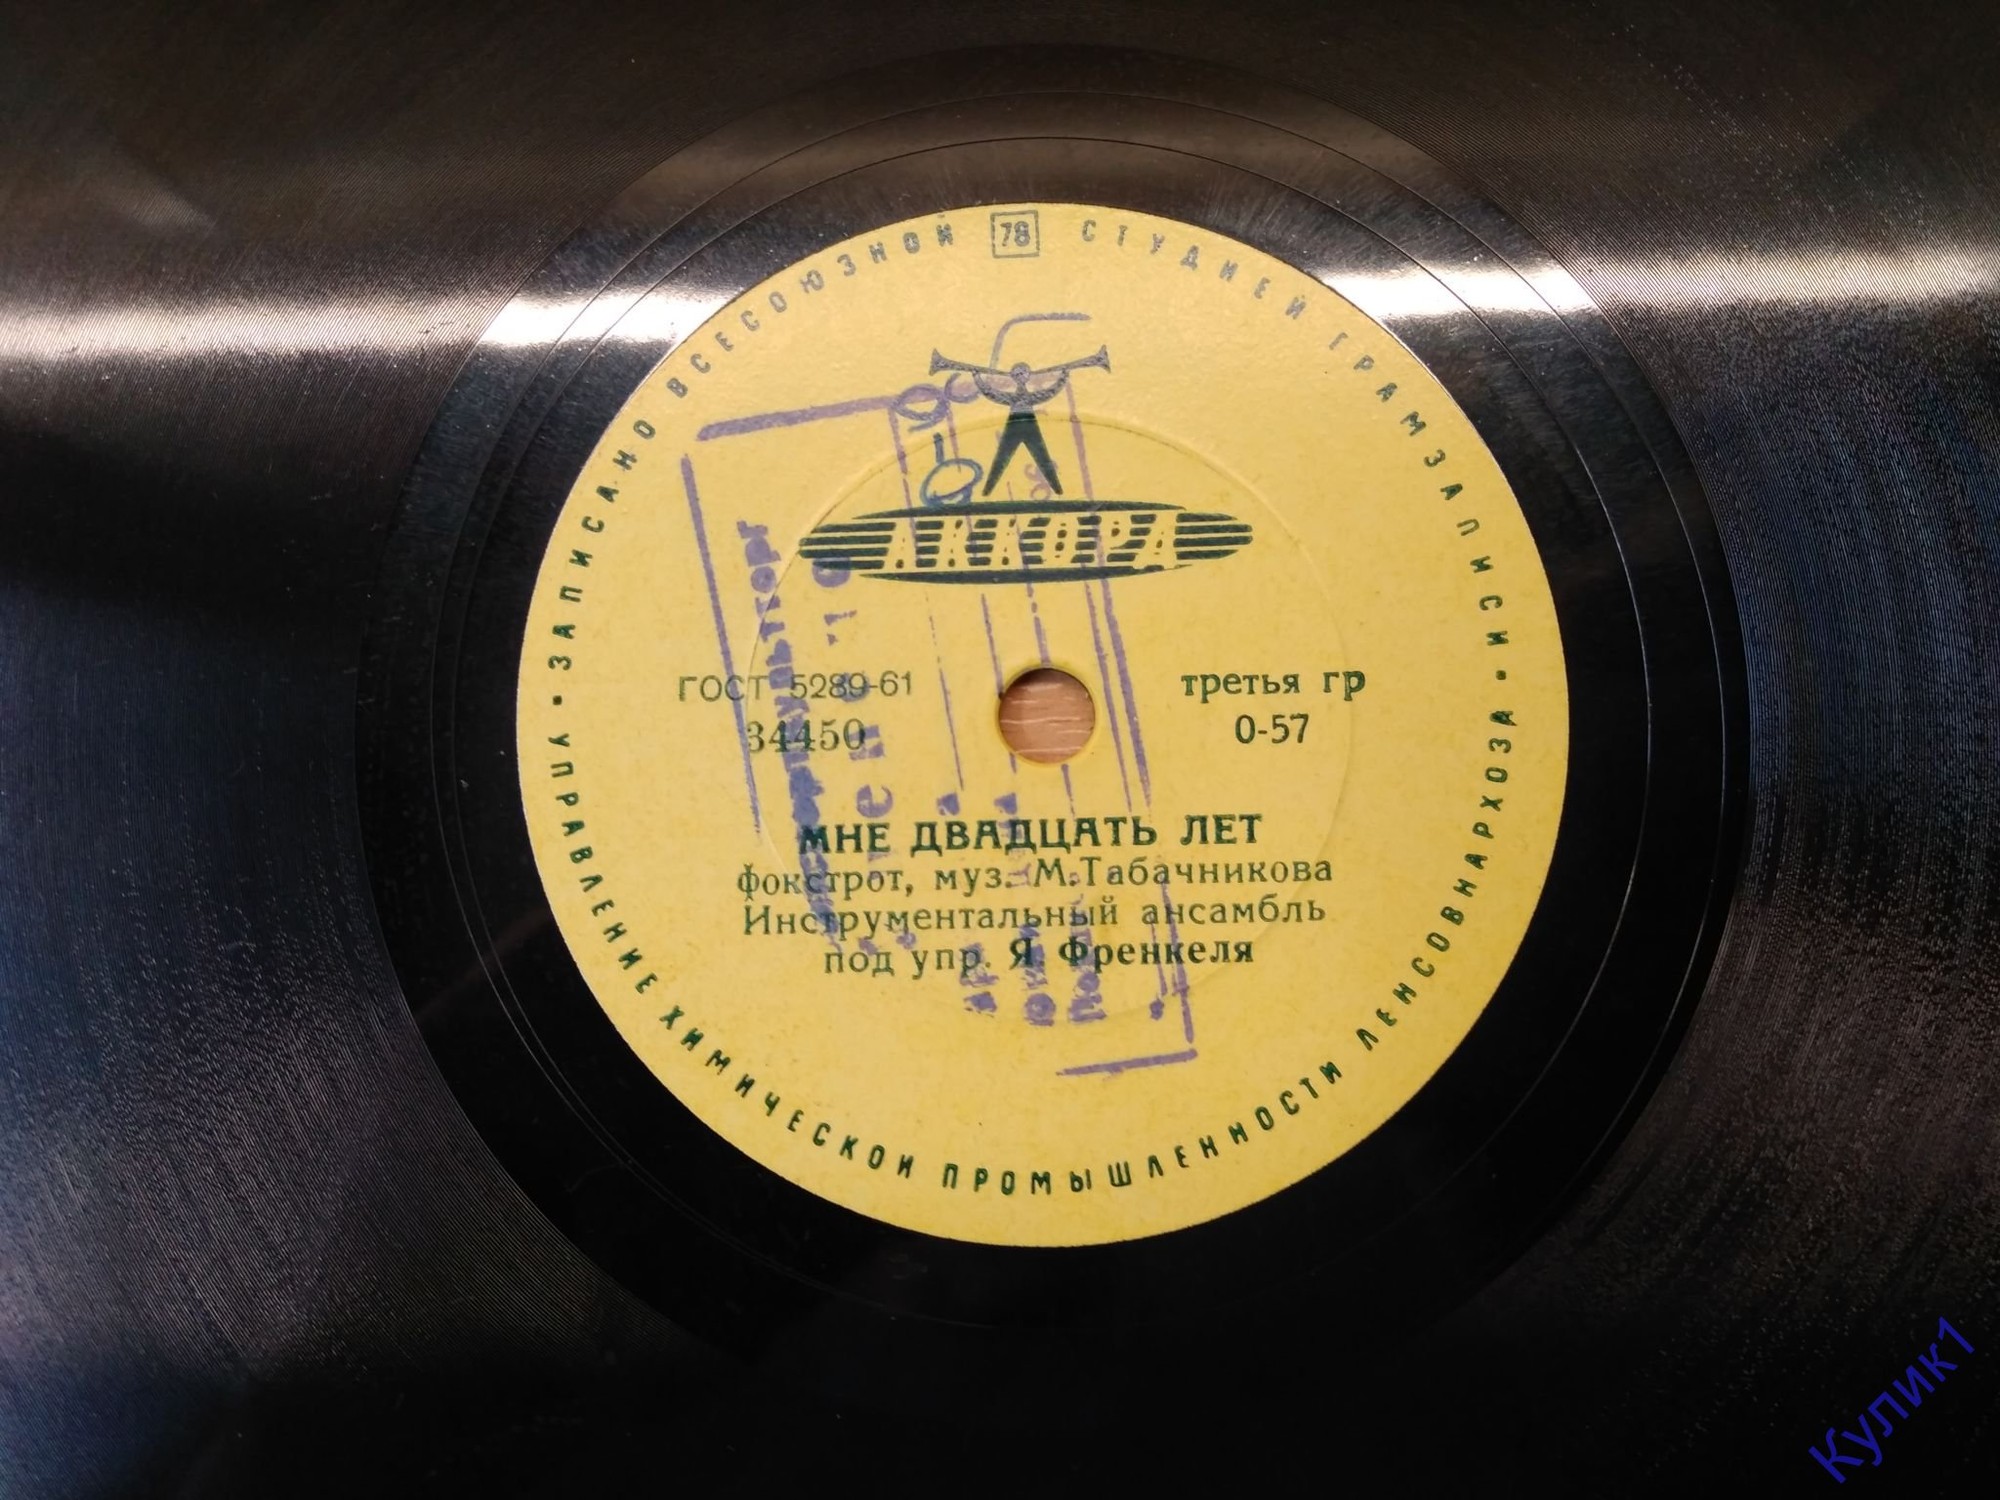 ЗАПИСАНО ВСЕСОЮЗНОЙ 78 СТУДИЕЙ ГРАМЗАПИСИ
АККОРД
ГОСТ 5289-61
34450
третья гр
0-57
МНЕ ДВАДЦАТЬ ЛЕТ
фокстрот, муз. М.Табачникова
Инструментальный ансамбль
под упр. Я Френкеля
УПР. УПРАВЛЕНИЕ ХИМИЧЕСКОЙ ПРОМЫШЛЕННОСТИ ЛЕНСОВНАРХОЗА
Кулик1